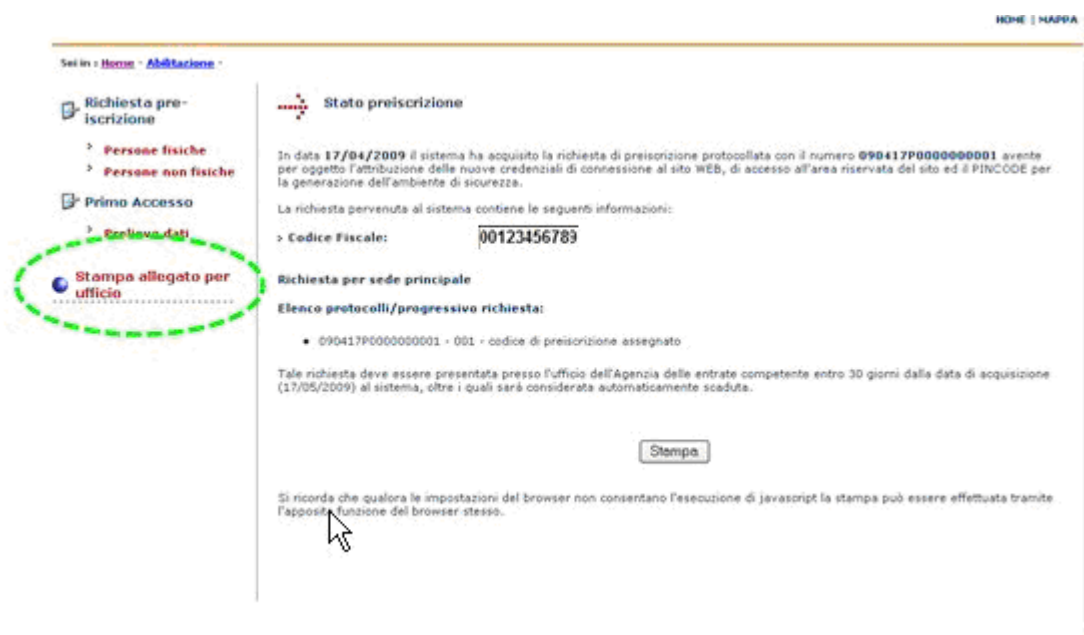 HOME | MAPPA
Sei in : Home - Abilitazione -
Richiesta pre-
iscrizione
Persone fisiche
Persone non fisiche
Primo Accesso
Prelievo dati
Stampa allegato per
ufficio
Stato preiscrizione
In data 17/04/2009 il sistema ha acquisito la richiesta di preiscrizione protocollata con il numero 090417P0000000001 avente
per oggetto l'attribuzione delle nuove credenziali di connessione al sito WEB, di accesso all'area riservata del sito ed il PINCODE per
la generazione dell'ambiente di sicurezza.
La richiesta pervenuta al sistema contiene le seguenti informazioni:
> Codice Fiscale: 00123456789
Richiesta per sede principale
Elenco protocolli/progressivo richiesta:
• 090417P0000000001 - 001 - codice di preiscrizione assegnato
Tale richiesta deve essere presentata presso l'ufficio dell'Agenzia delle entrate competente entro 30 giorni dalla data di acquisizione
(17/05/2009) al sistema, oltre i quali sarà considerata automaticamente scaduta.
Stampa
Si ricorda che qualora le impostazioni del browser non consentano l'esecuzione di javascript la stampa può essere effettuata tramite
l'apposita funzione del browser stesso.